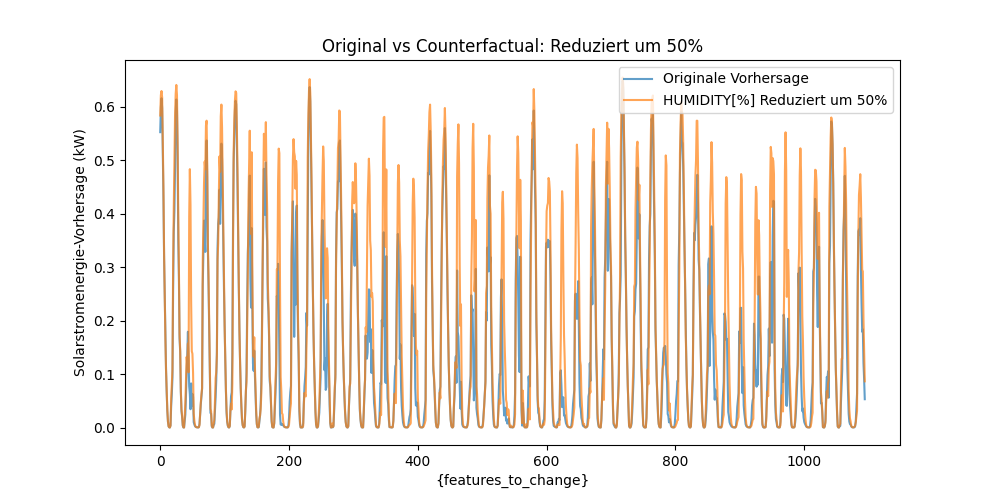 Original vs Counterfactual: Reduziert um 50%
Originale Vorhersage
HUMIDITY[%] Reduziert um 50%
Solarstromenergie-Vorhersage (kW)
0.6
0.5
0.4
0.3
0.2
0.1
0.0
0 200 400 600 800 1000
{features_to_change}